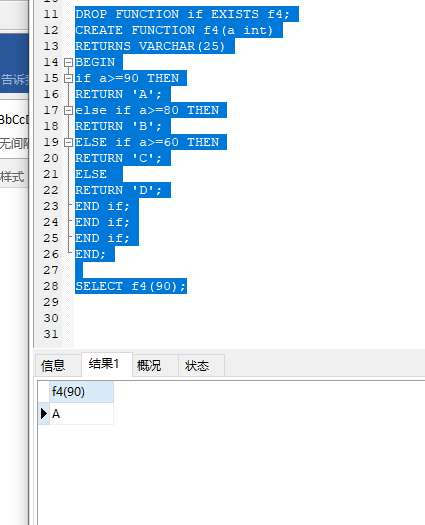 11 DROP FUNCTION if EXISTS f4;
12 CREATE FUNCTION f4(a int)
13 RETURNS VARCHAR(25)
14 BEGIN
15 if a>=90 THEN
16 RETURN 'A';
17 else if a>=80 THEN
18 RETURN 'B';
19 ELSE if a>=60 THEN
20 RETURN 'C';
21 ELSE
22 RETURN 'D';
23 END if;
24 END if;
25 END if;
26 END;
27
28 SELECT f4(90);
29
30
31
告诉我
BbCcD
无间隔
样式
信息 结果1 概况 状态
f4(90)
A